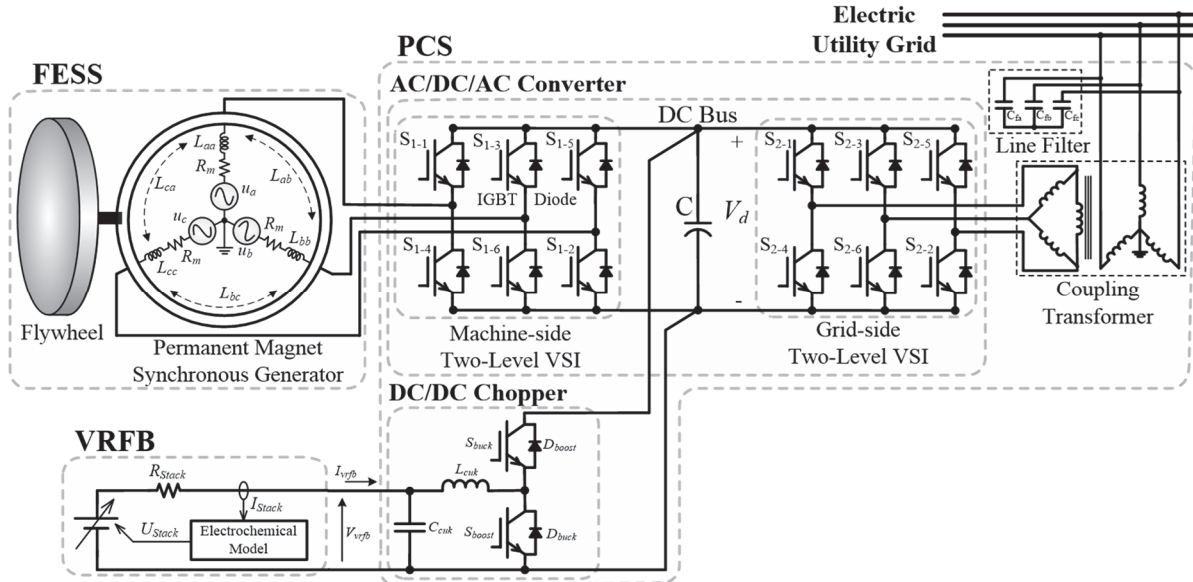 Electric
Utility Grid
PCS
FESS
AC/DC/AC Converter
DC Bus
S1-1
S1-3
S1-5
S2-1
S2-3
S2-5
Cfa
Cfb
Cfc
Line Filter
Laa
Rm
Lca
Lab
ua
uc
ub
Rm
Rm
Lbb
Lcc
Lbc
IGBT
Diode
+
C
Vd
-
S1-4
S1-6
S1-2
S2-4
S2-6
S2-2
Flywheel
Permanent Magnet
Synchronous Generator
Machine-side
Two-Level VSI
Grid-side
Two-Level VSI
Coupling
Transformer
DC/DC Chopper
VRFB
Sbuck
Dboost
RStack
Ivrfb
Lcuk
IStack
UStack
Electrochemical
Model
Vvrfb
Ccuk
Sboost
Dbuck